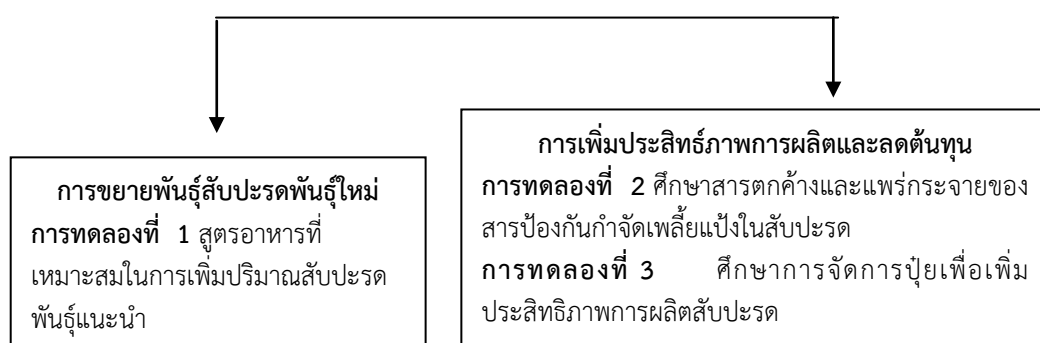 การขยายพันธุ์สับปะรดพันธุ์ใหม่
การทดลองที่ 1 สูตรอาหารที่
เหมาะสมในการเพิ่มปริมาณสับปะรด
พันธุ์แนะนำ
การเพิ่มประสิทธ์ภาพการผลิตและลดต้นทุน
การทดลองที่ 2 ศึกษาสารตกค้างและแพร่กระจายของ
สารป้องกันกำจัดเพลี้ยแป้งในสับปะรด
การทดลองที่ 3 ศึกษาการจัดการปุ๋ยเพื่อเพิ่ม
ประสิทธิภาพการผลิตสับปะรด